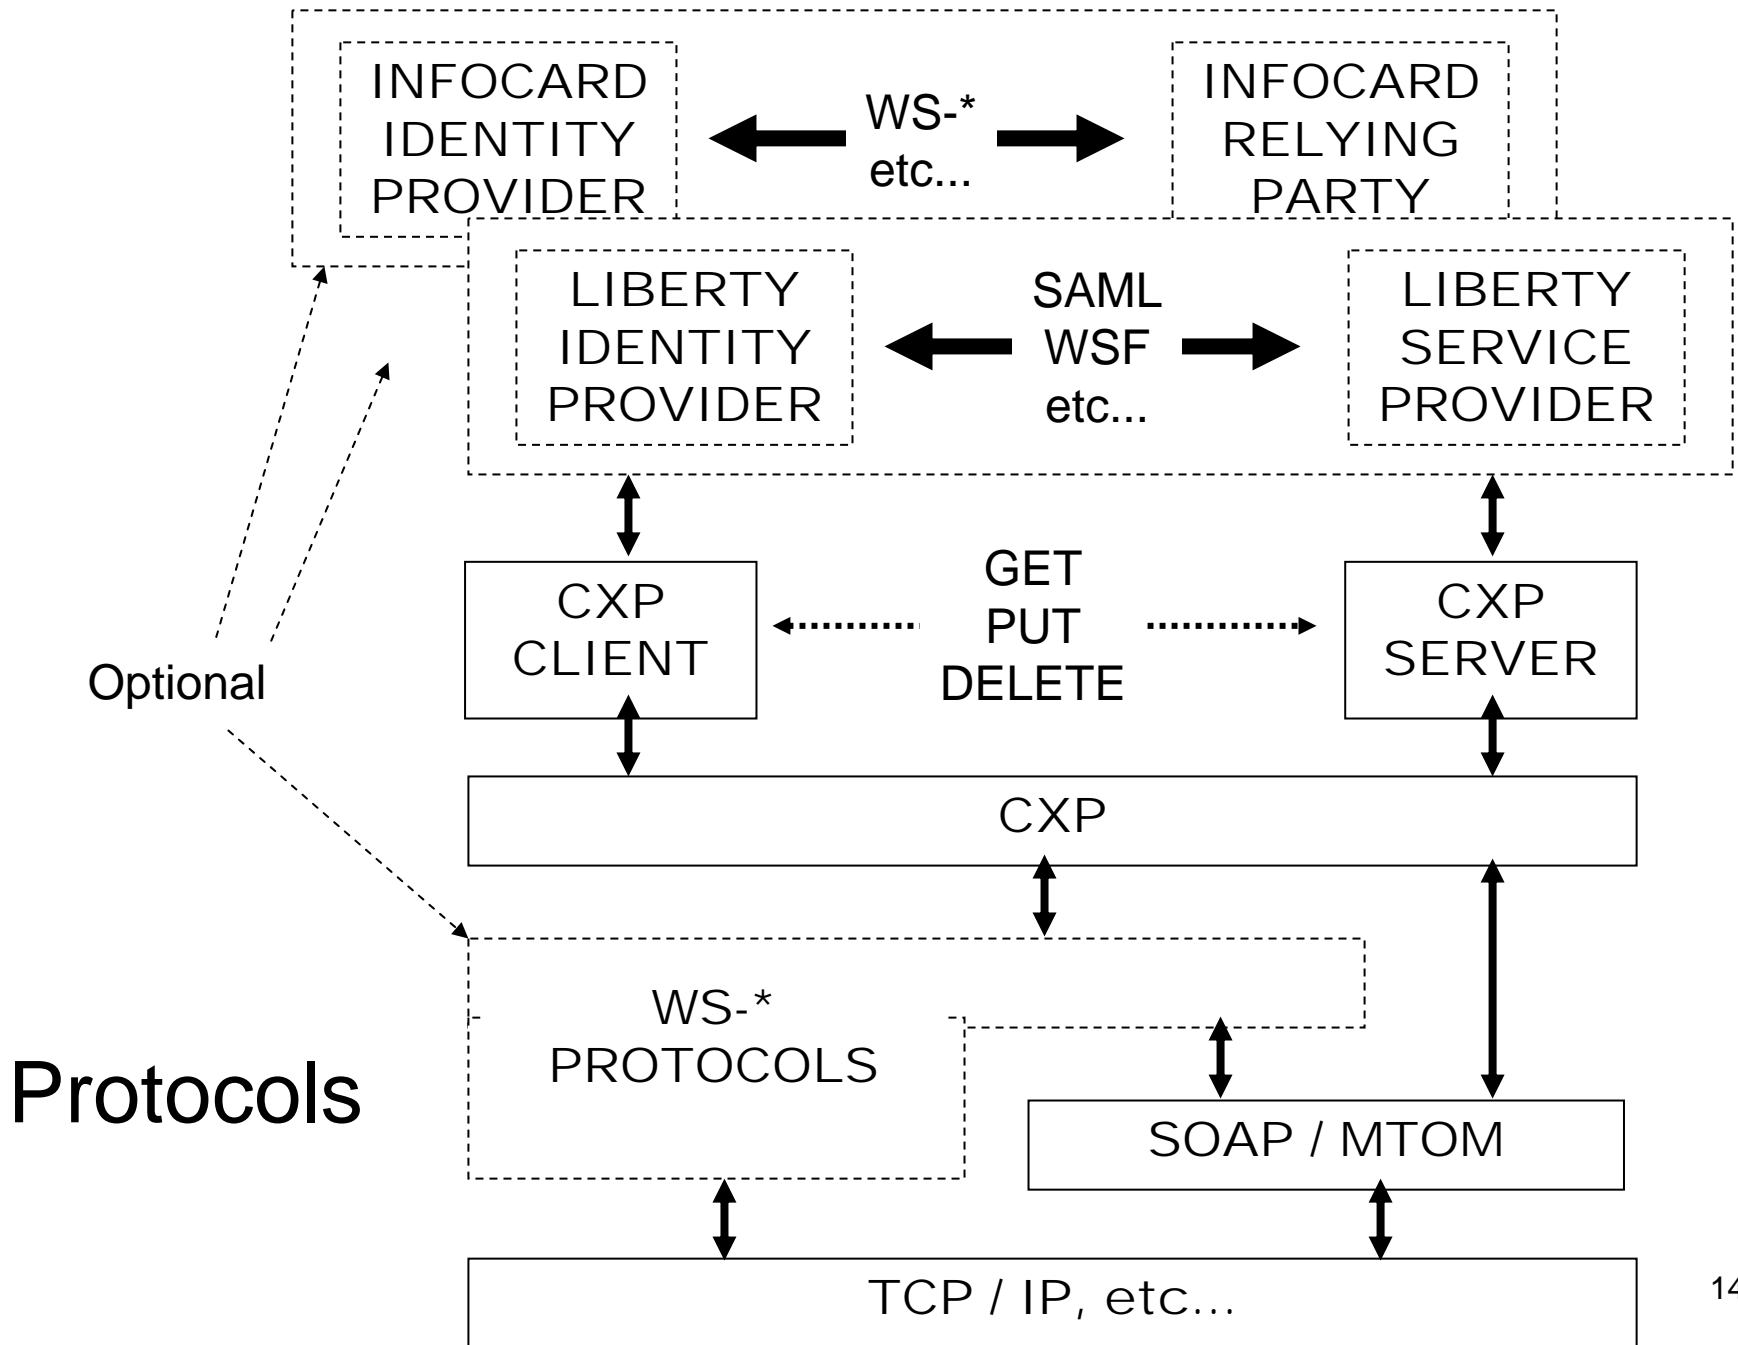 INFOCARD
IDENTITY
PROVIDER
WS-*
etc...
INFOCARD
RELYING
PARTY
LIBERTY
IDENTITY
PROVIDER
SAML
WSF
etc...
LIBERTY
SERVICE
PROVIDER
CXP
CLIENT
GET
PUT
DELETE
CXP
SERVER
Optional
CXP
WS-*
PROTOCOLS
Protocols
SOAP / MTOM
TCP / IP, etc...
14